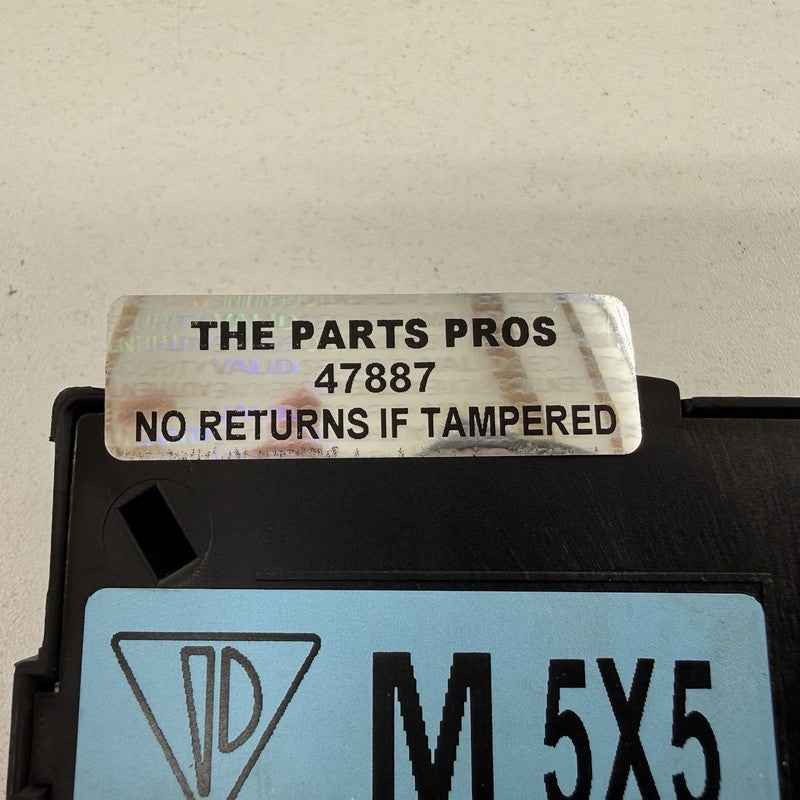 THE PARTS PROS
47887
NO RETURNS IF TAMPERED
M 5X5